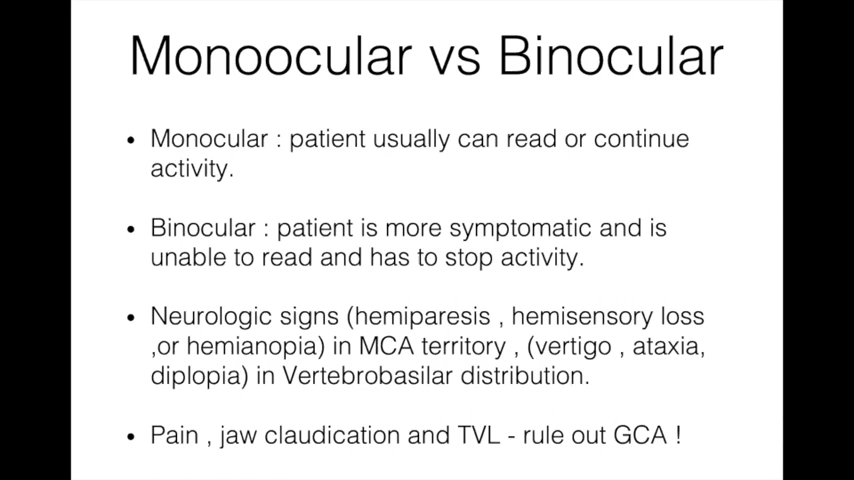 Monoocular vs Binocular
• Monocular : patient usually can read or continue
activity.
• Binocular : patient is more symptomatic and is
unable to read and has to stop activity.
• Neurologic signs (hemiparesis , hemisensory loss
,or hemianopia) in MCA territory , (vertigo , ataxia,
diplopia) in Vertebrobasilar distribution.
• Pain , jaw claudication and TVL - rule out GCA !